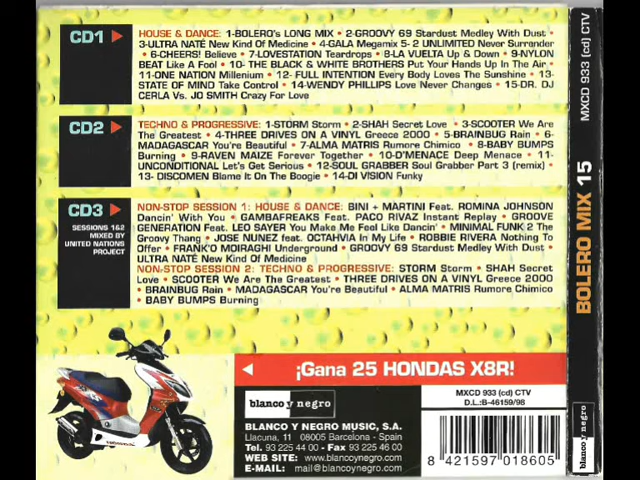 CD1
HOUSE & DANCE: 1-BOLERO's LONG MIX • 2-GROOVY 69 Stardust Medley With Dust •
3-ULTRA NATÉ New Kind Of Medicine • 4-GALA Megamix 5- 2 UNLIMITED Never Surrender
• 6-CHEERS! Believe • 7-LOVESTATION Teardrops • 8-LA VUELTA Up & Down • 9-NYLON
BEAT Like A Fool • 10- THE BLACK & WHITE BROTHERS Put Your Hands Up In The Air •
11-ONE NATION Millenium • 12- FULL INTENTION Every Body Loves The Sunshine • 13-
STATE OF MIND Take Control • 14-WENDY PHILLIPS Love Never Changes • 15-DR. DJ
CERLA Vs. JO SMITH Crazy For Love
CD2
TECHNO & PROGRESSIVE: 1-STORM Storm • 2-SHAH Secret Love • 3-SCOOTER We Are
The Greatest • 4-THREE DRIVES ON A VINYL Greece 2000 • 5-BRAINBUG Rain • 6-
MADAGASCAR You're Beautiful • 7-ALMA MATRIS Rumore Chimico • 8-BABY BUMPS
Burning • 9-RAVEN MAIZE Forever Together • 10-D'MENACE Deep Menace • 11-
UNCONDITIONAL Let's Get Serious • 12-SOUL GRABBER Soul Grabber Part 3 (remix) •
13- DISCOMEN Blame It On The Boogie • 14-DI VISION Funky
CD3
SESSIONS 1&2
MIXED BY
UNITED NATIONS
PROJECT
NON-STOP SESSION 1: HOUSE & DANCE: BINI + MARTINI Feat. ROMINA JOHNSON
Dancin' With You • GAMBAFREAKS Feat. PACO RIVAZ Instant Replay • GROOVE
GENERATION Feat. LEO SAYER You Make Me Feel Like Dancin' • MINIMAL FUNK 2 The
Groovy Thang • JOSE NUÑEZ feat. OCTAVHIA In My Life • ROBBIE RIVERA Nothing To
Offer • FRANK'O MOIRAGHI Underground • GROOVY 69 Stardust Medley With Dust •
ULTRA NATÉ New Kind Of Medicine
NON-STOP SESSION 2: TECHNO & PROGRESSIVE: STORM Storm • SHAH Secret
Love • SCOOTER We Are The Greatest • THREE DRIVES ON A VINYL Greece 2000
• BRAINBUG Rain • MADAGASCAR You're Beautiful • ALMA MATRIS Rumore Chimico
• BABY BUMPS Burning
¡Gana 25 HONDAS X8R!
blanco y negro
BLANCO Y NEGRO MUSIC, S.A.
Llacuna, 11 08005 Barcelona - Spain
Tel. 93 225 44 00 - Fax 93 225 46 00
WEB SITE: www.blancoynegro.com
E-MAIL: mail@blancoynegro.com
MXCD 933 (cd) CTV
D.L.:B-46159/98
8 421597 018605
MXCD 933 (cd) CTV
BOLERO MIX 15
blanco y negro